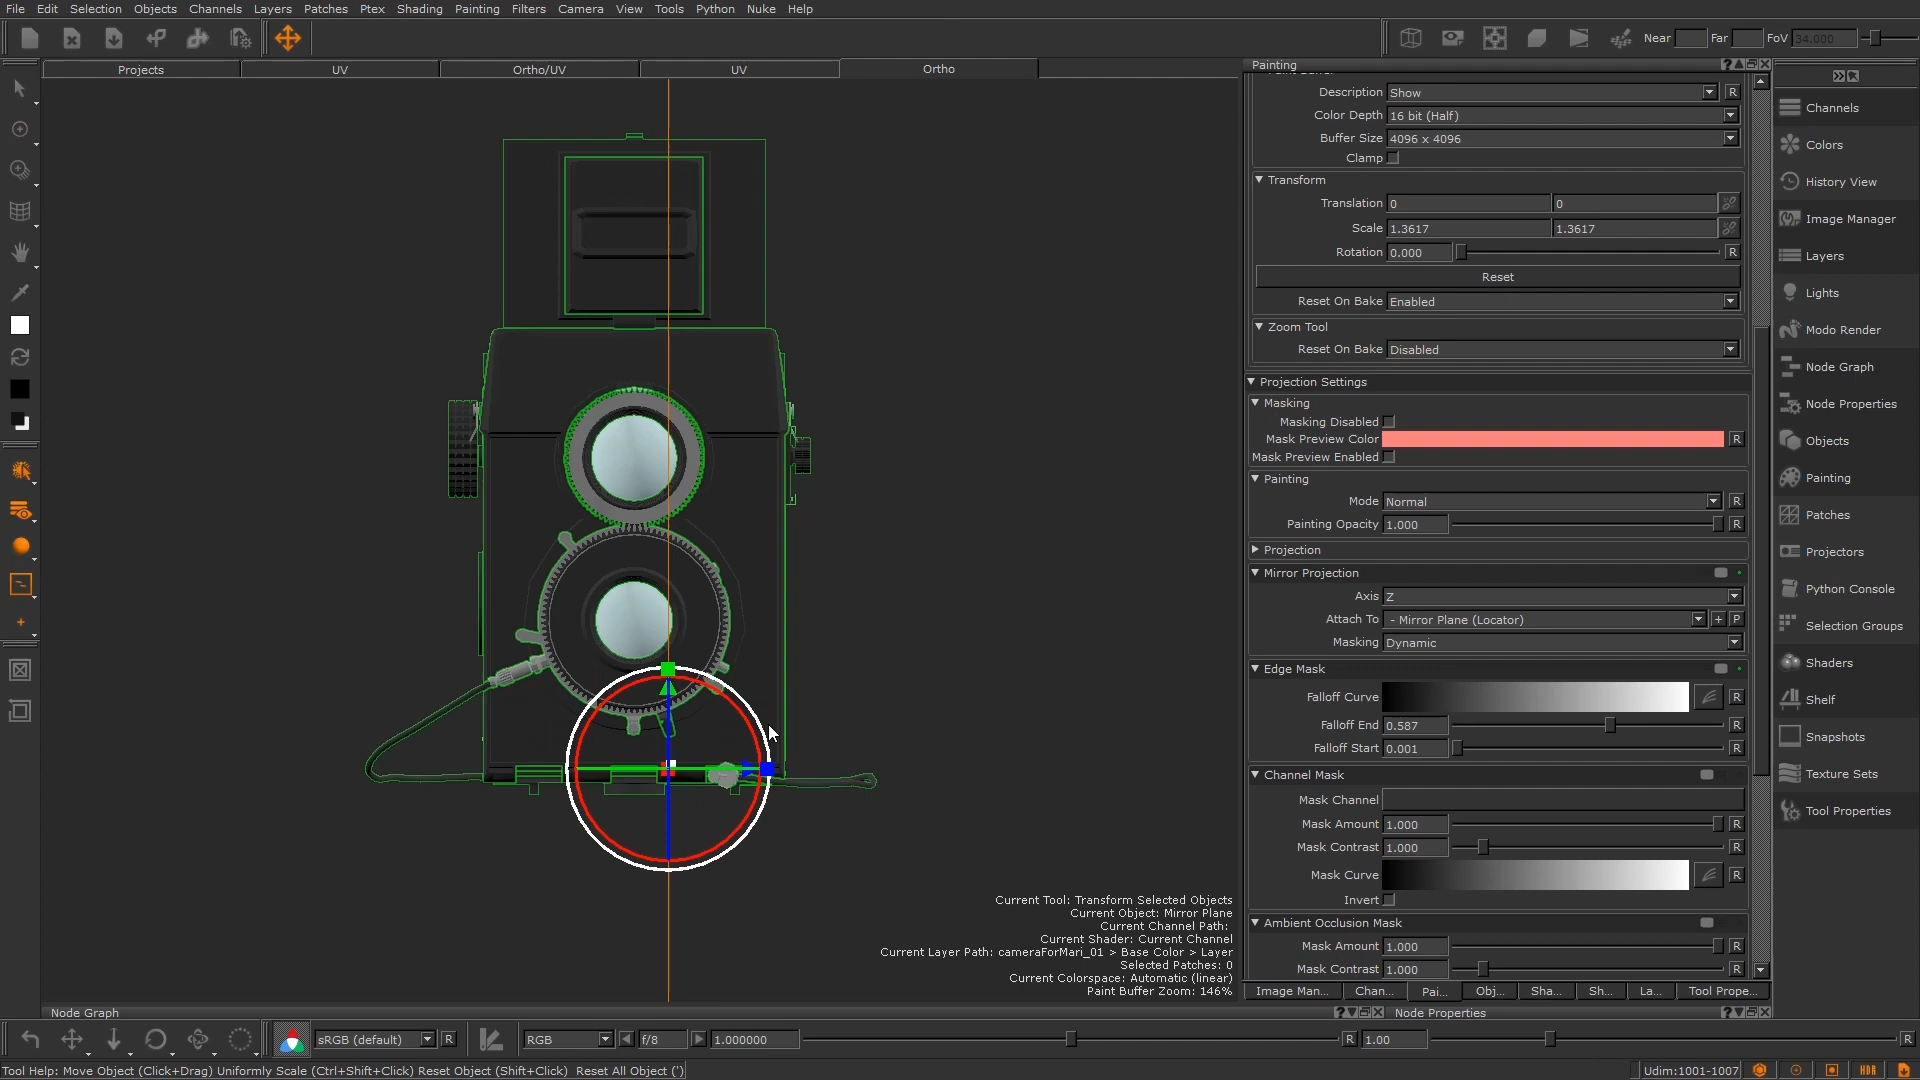 File Edit Selection Objects Channels Layers Patches Ptex Shading Painting Filters Camera View Tools Python Nuke Help
Near Far FoV 34.000
Projects UV Ortho/UV UV Ortho
Painting
Description Show R
Color Depth 16 bit (Half)
Buffer Size 4096 x 4096
Clamp
Transform
Translation 0 0
Scale 1.3617 1.3617
Rotation 0.000 R
Reset
Reset On Bake Enabled
Zoom Tool
Reset On Bake Disabled
Projection Settings
Masking
Masking Disabled
Mask Preview Color R
Mask Preview Enabled
Painting
Mode Normal R
Painting Opacity 1.000 R
Projection
Mirror Projection
Axis Z
Attach To - Mirror Plane (Locator) + P
Masking Dynamic
Edge Mask
Falloff Curve R
Falloff End 0.587 R
Falloff Start 0.001 R
Channel Mask
Mask Channel
Mask Amount 1.000 R
Mask Contrast 1.000 R
Mask Curve R
Invert
Ambient Occlusion Mask
Mask Amount 1.000 R
Mask Contrast 1.000 R
Image Man... Chan... Pai... Obj... Sha... Sh... La... Tool Prope...
Channels
Colors
History View
Image Manager
Layers
Lights
Modo Render
Node Graph
Node Properties
Objects
Painting
Patches
Projectors
Python Console
Selection Groups
Shaders
Shelf
Snapshots
Texture Sets
Tool Properties
Current Tool: Transform Selected Objects
Current Object: Mirror Plane
Current Channel Path:
Current Shader: Current Channel
Current Layer Path: cameraForMari_01 > Base Color > Layer
Selected Patches: 0
Current Colorspace: Automatic (linear)
Paint Buffer Zoom: 146%
Node Graph Node Properties
sRGB (default) R RGB f/8 1.000000 R 1.00 R
Tool Help: Move Object (Click+Drag) Uniformly Scale (Ctrl+Shift+Click) Reset Object (Shift+Click) Reset All Object (') Udim:1001-1007 HDR